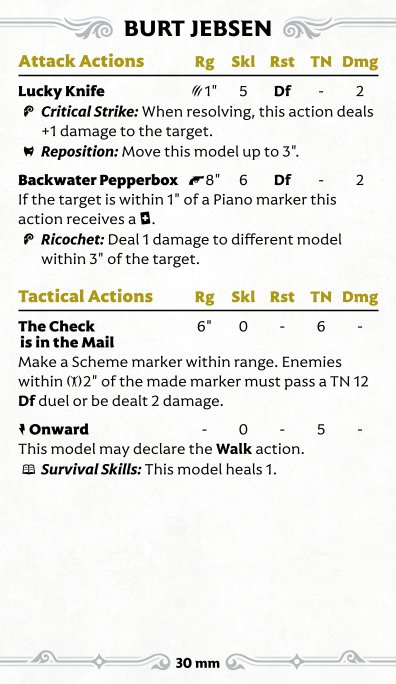 BURT JEBSEN
Attack Actions Rg Skl Rst TN Dmg
Lucky Knife 1" 5 Df - 2
Critical Strike: When resolving, this action deals
+1 damage to the target.
Reposition: Move this model up to 3".
Backwater Pepperbox 8" 6 Df - 2
If the target is within 1" of a Piano marker this
action receives a .
Ricochet: Deal 1 damage to different model
within 3" of the target.
Tactical Actions Rg Skl Rst TN Dmg
The Check 6" 0 - 6 -
is in the Mail
Make a Scheme marker within range. Enemies
within 2" of the made marker must pass a TN 12
Df duel or be dealt 2 damage.
Onward - 0 - 5 -
This model may declare the Walk action.
Survival Skills: This model heals 1.
30 mm